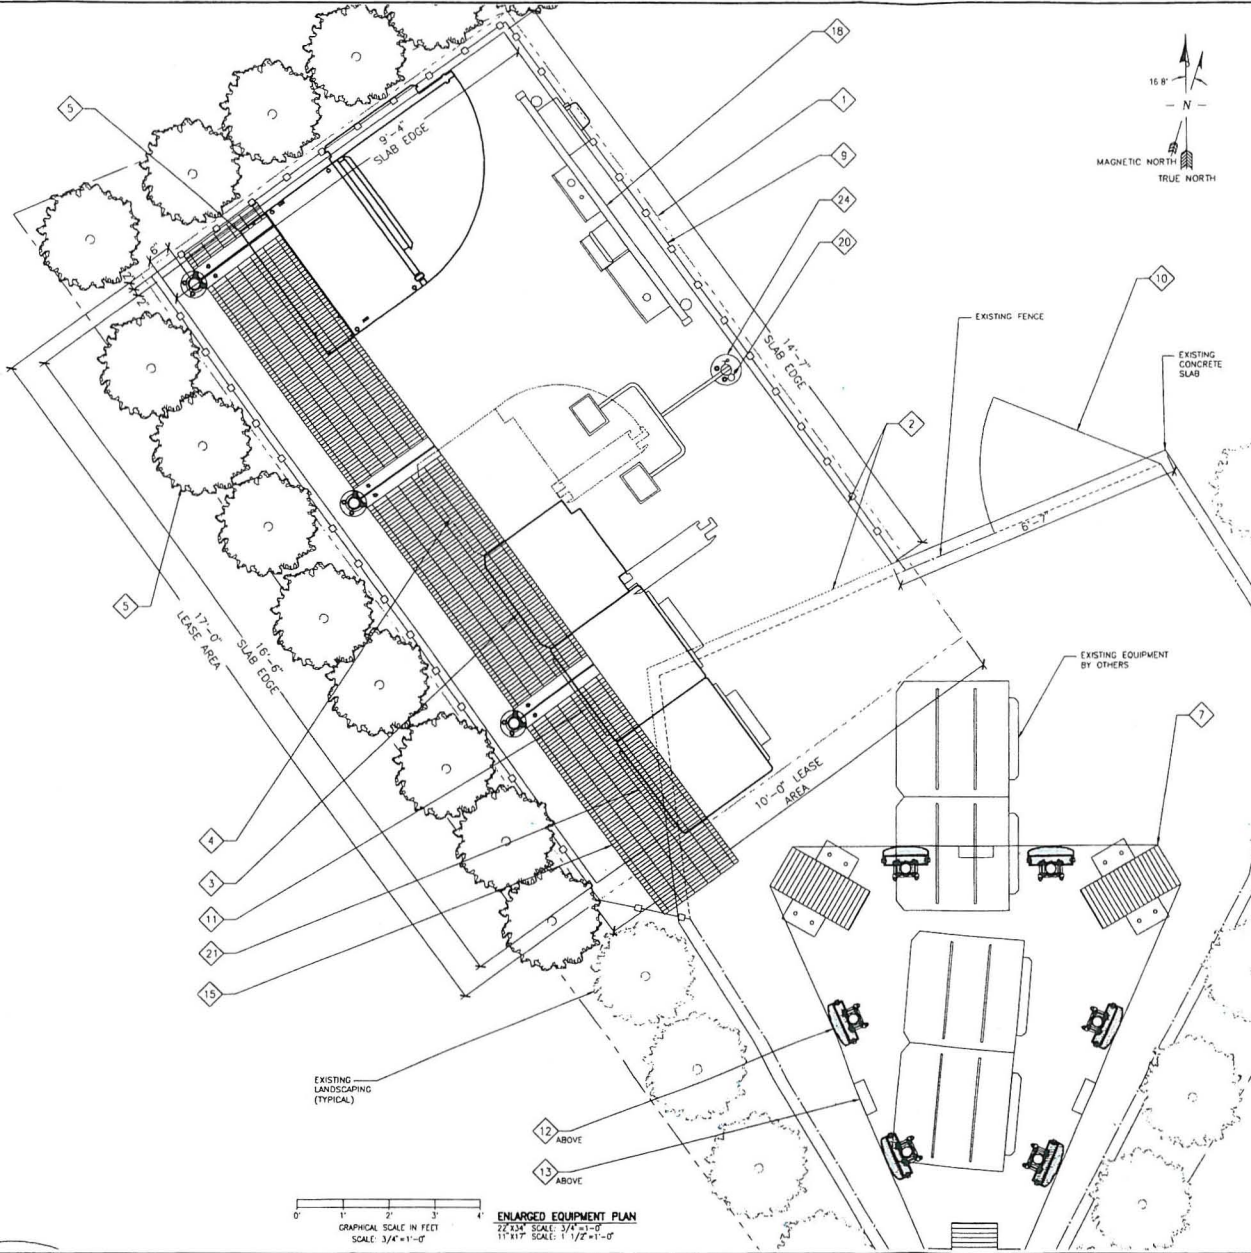 18
5
1
16.8°
N
9'-4"
SLAB EDGE
9
MAGNETIC NORTH
TRUE NORTH
24
20
6"
10
EXISTING FENCE
14'-7"
SLAB EDGE
EXISTING
CONCRETE
SLAB
2
6'-7"
5
17'-0"
LEASE AREA
16'-6"
SLAB EDGE
EXISTING EQUIPMENT
BY OTHERS
7
10'-0" LEASE
AREA
4
3
11
21
15
EXISTING
LANDSCAPING
(TYPICAL)
12
ABOVE
13
ABOVE
0' 1' 2' 3' 4'
GRAPHICAL SCALE IN FEET
SCALE: 3/4"=1'-0"
ENLARGED EQUIPMENT PLAN
22"X34" SCALE: 3/4"=1-0"
11"X17" SCALE: 1 1/2"=1'-0"